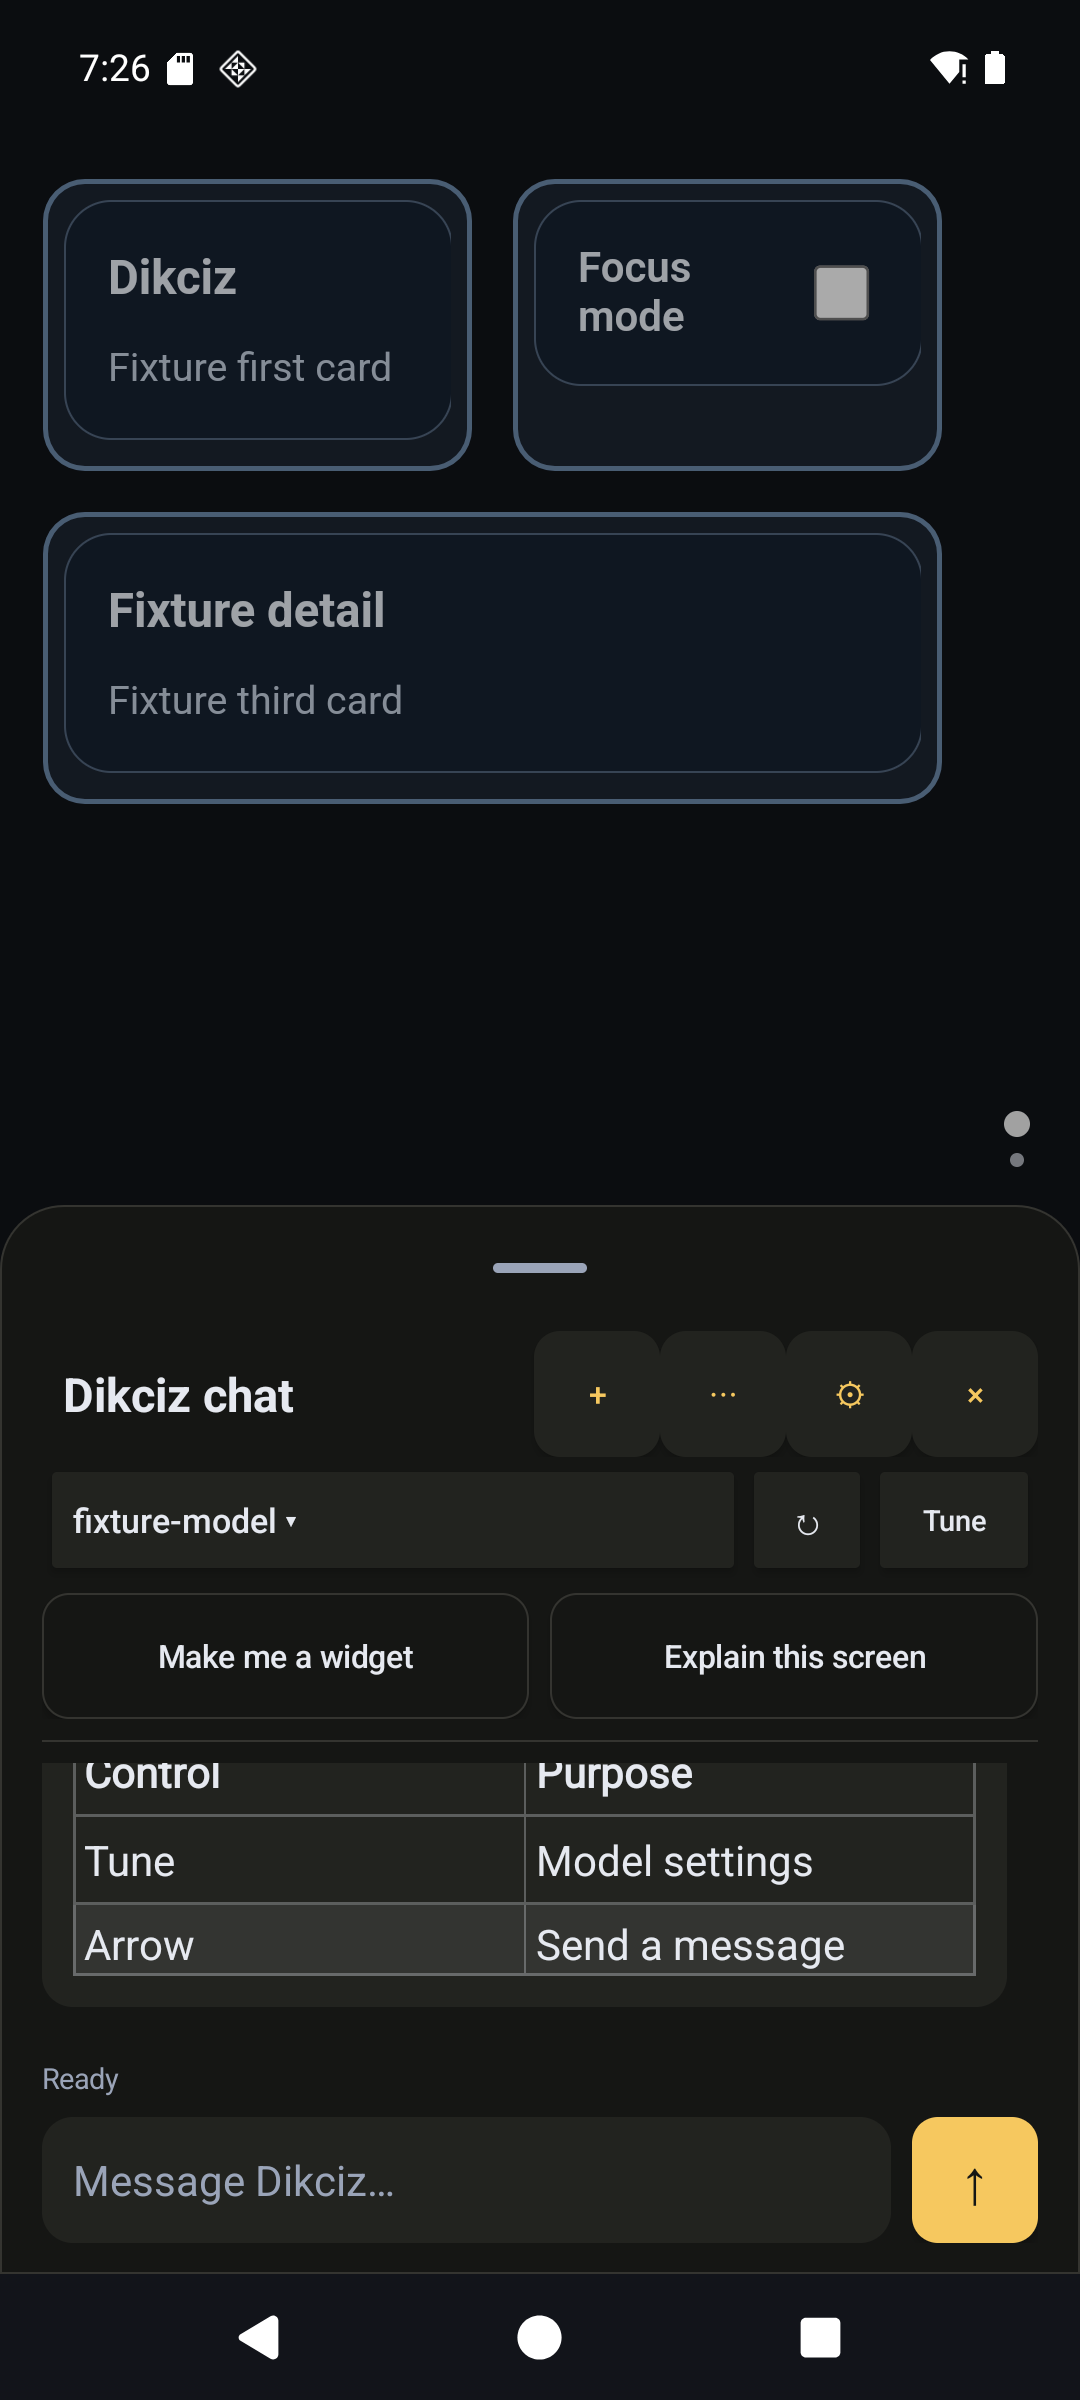 7:26
Dikciz
Fixture first card
Focus
mode
Fixture detail
Fixture third card
Dikciz chat
+ ... ⚙ ×
fixture-model ▾
↻
Tune
Make me a widget
Explain this screen
Control Purpose
Tune Model settings
Arrow Send a message
Ready
Message Dikciz…
↑